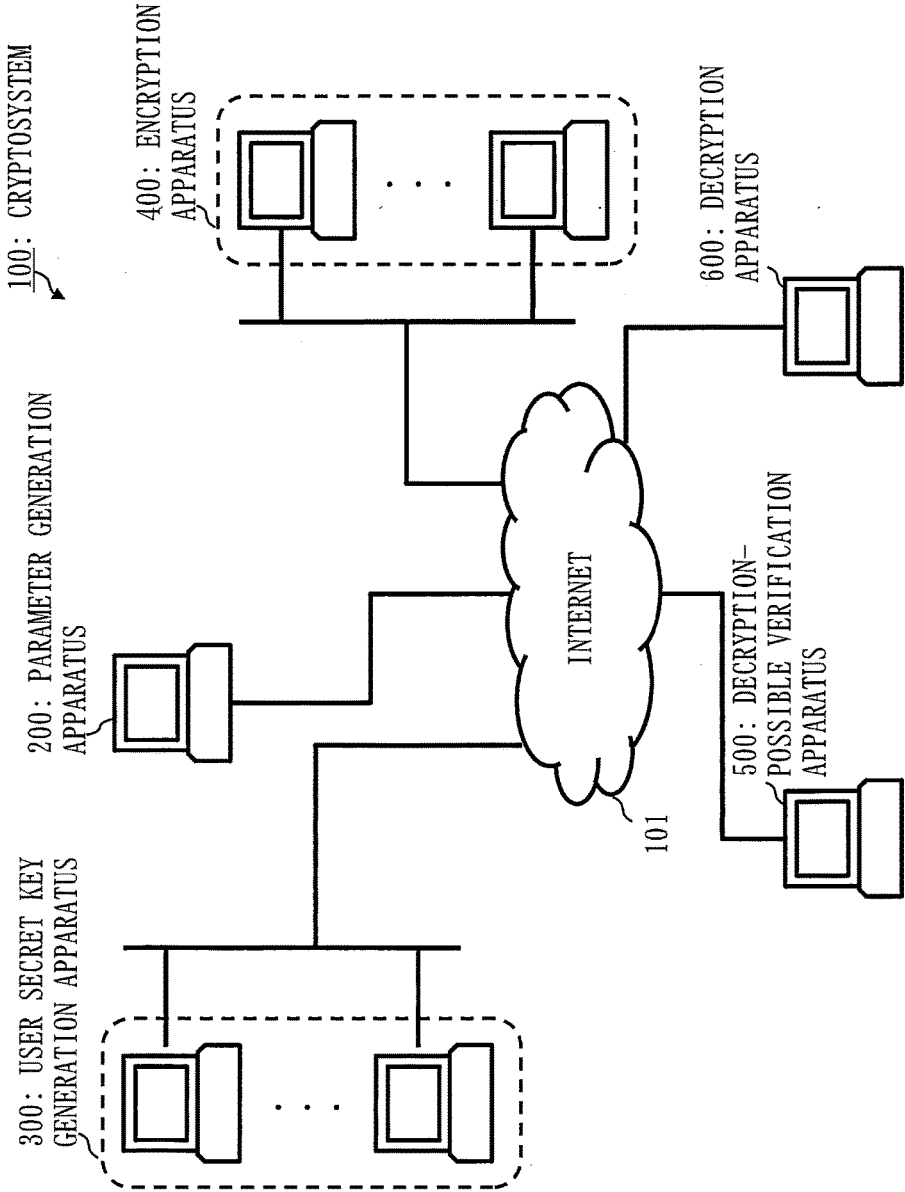 100: CRYPTOSYSTEM
300: USER SECRET KEY
GENERATION APPARATUS
200: PARAMETER GENERATION
APPARATUS
400: ENCRYPTION
APPARATUS
INTERNET
101
500: DECRYPTION-
POSSIBLE VERIFICATION
APPARATUS
600: DECRYPTION
APPARATUS